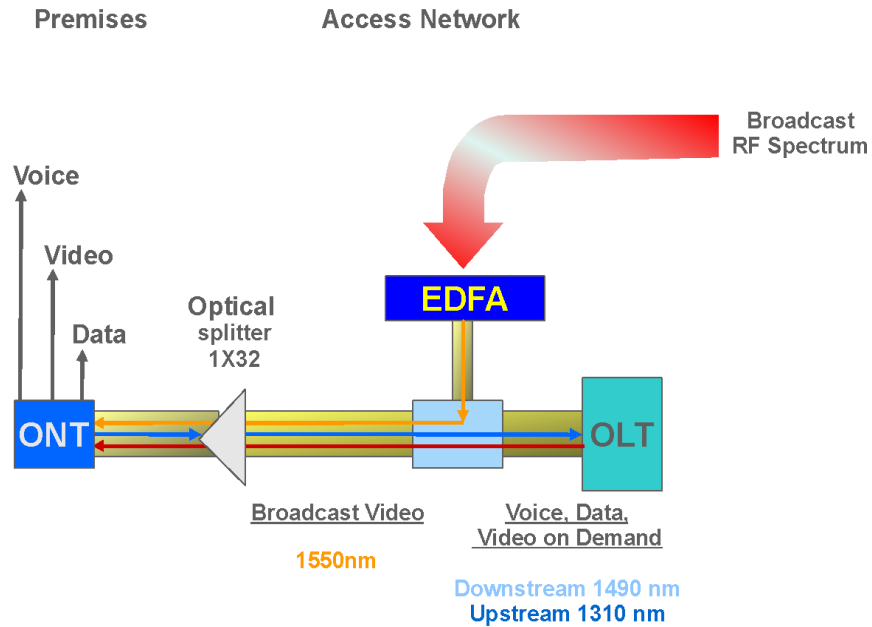 Premises
Access Network
Broadcast
RF Spectrum
Voice
Video
Data
Optical
splitter
1X32
EDFA
ONT
OLT
Broadcast Video
1550nm
Voice, Data,
Video on Demand
Downstream 1490 nm
Upstream 1310 nm